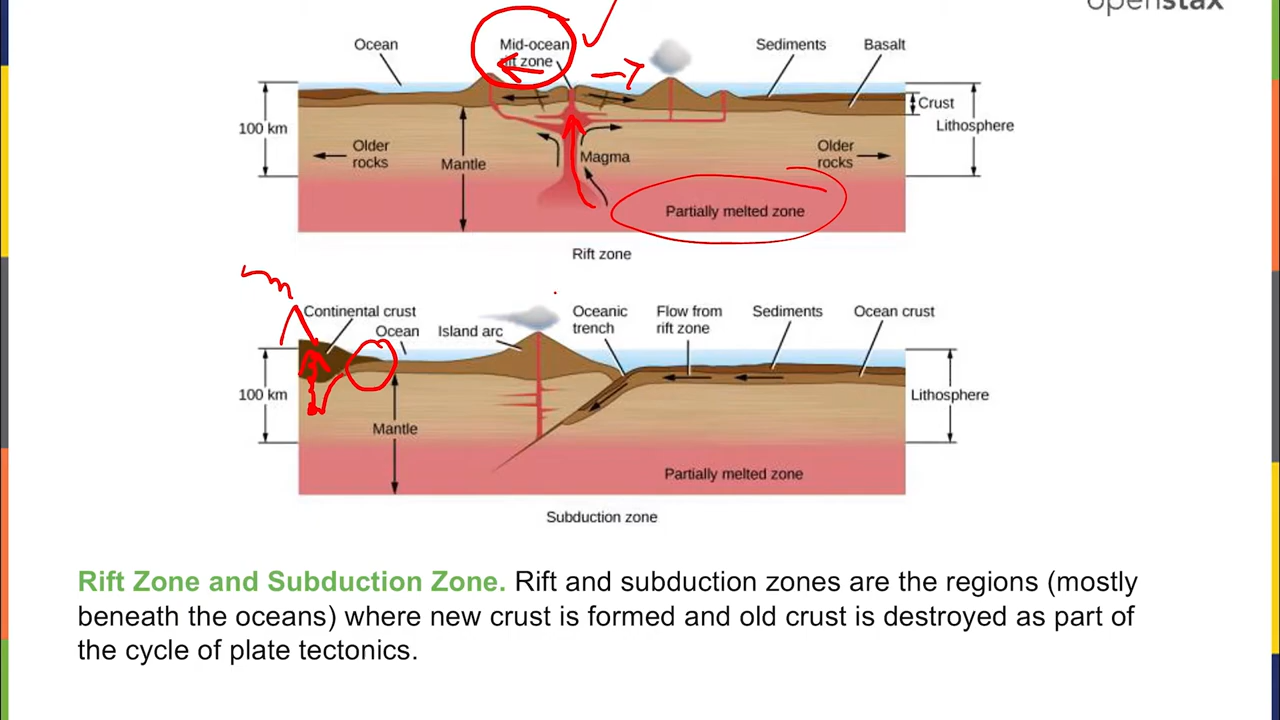 openstax
Ocean
Mid-ocean
rift zone
Sediments
Basalt
Crust
100 km
Lithosphere
Older
rocks
Mantle
Magma
Older
rocks
Partially melted zone
Rift zone
Continental crust
Ocean
Island arc
Oceanic
trench
Flow from
rift zone
Sediments
Ocean crust
100 km
Lithosphere
Mantle
Partially melted zone
Subduction zone
Rift Zone and Subduction Zone. Rift and subduction zones are the regions (mostly
beneath the oceans) where new crust is formed and old crust is destroyed as part of
the cycle of plate tectonics.